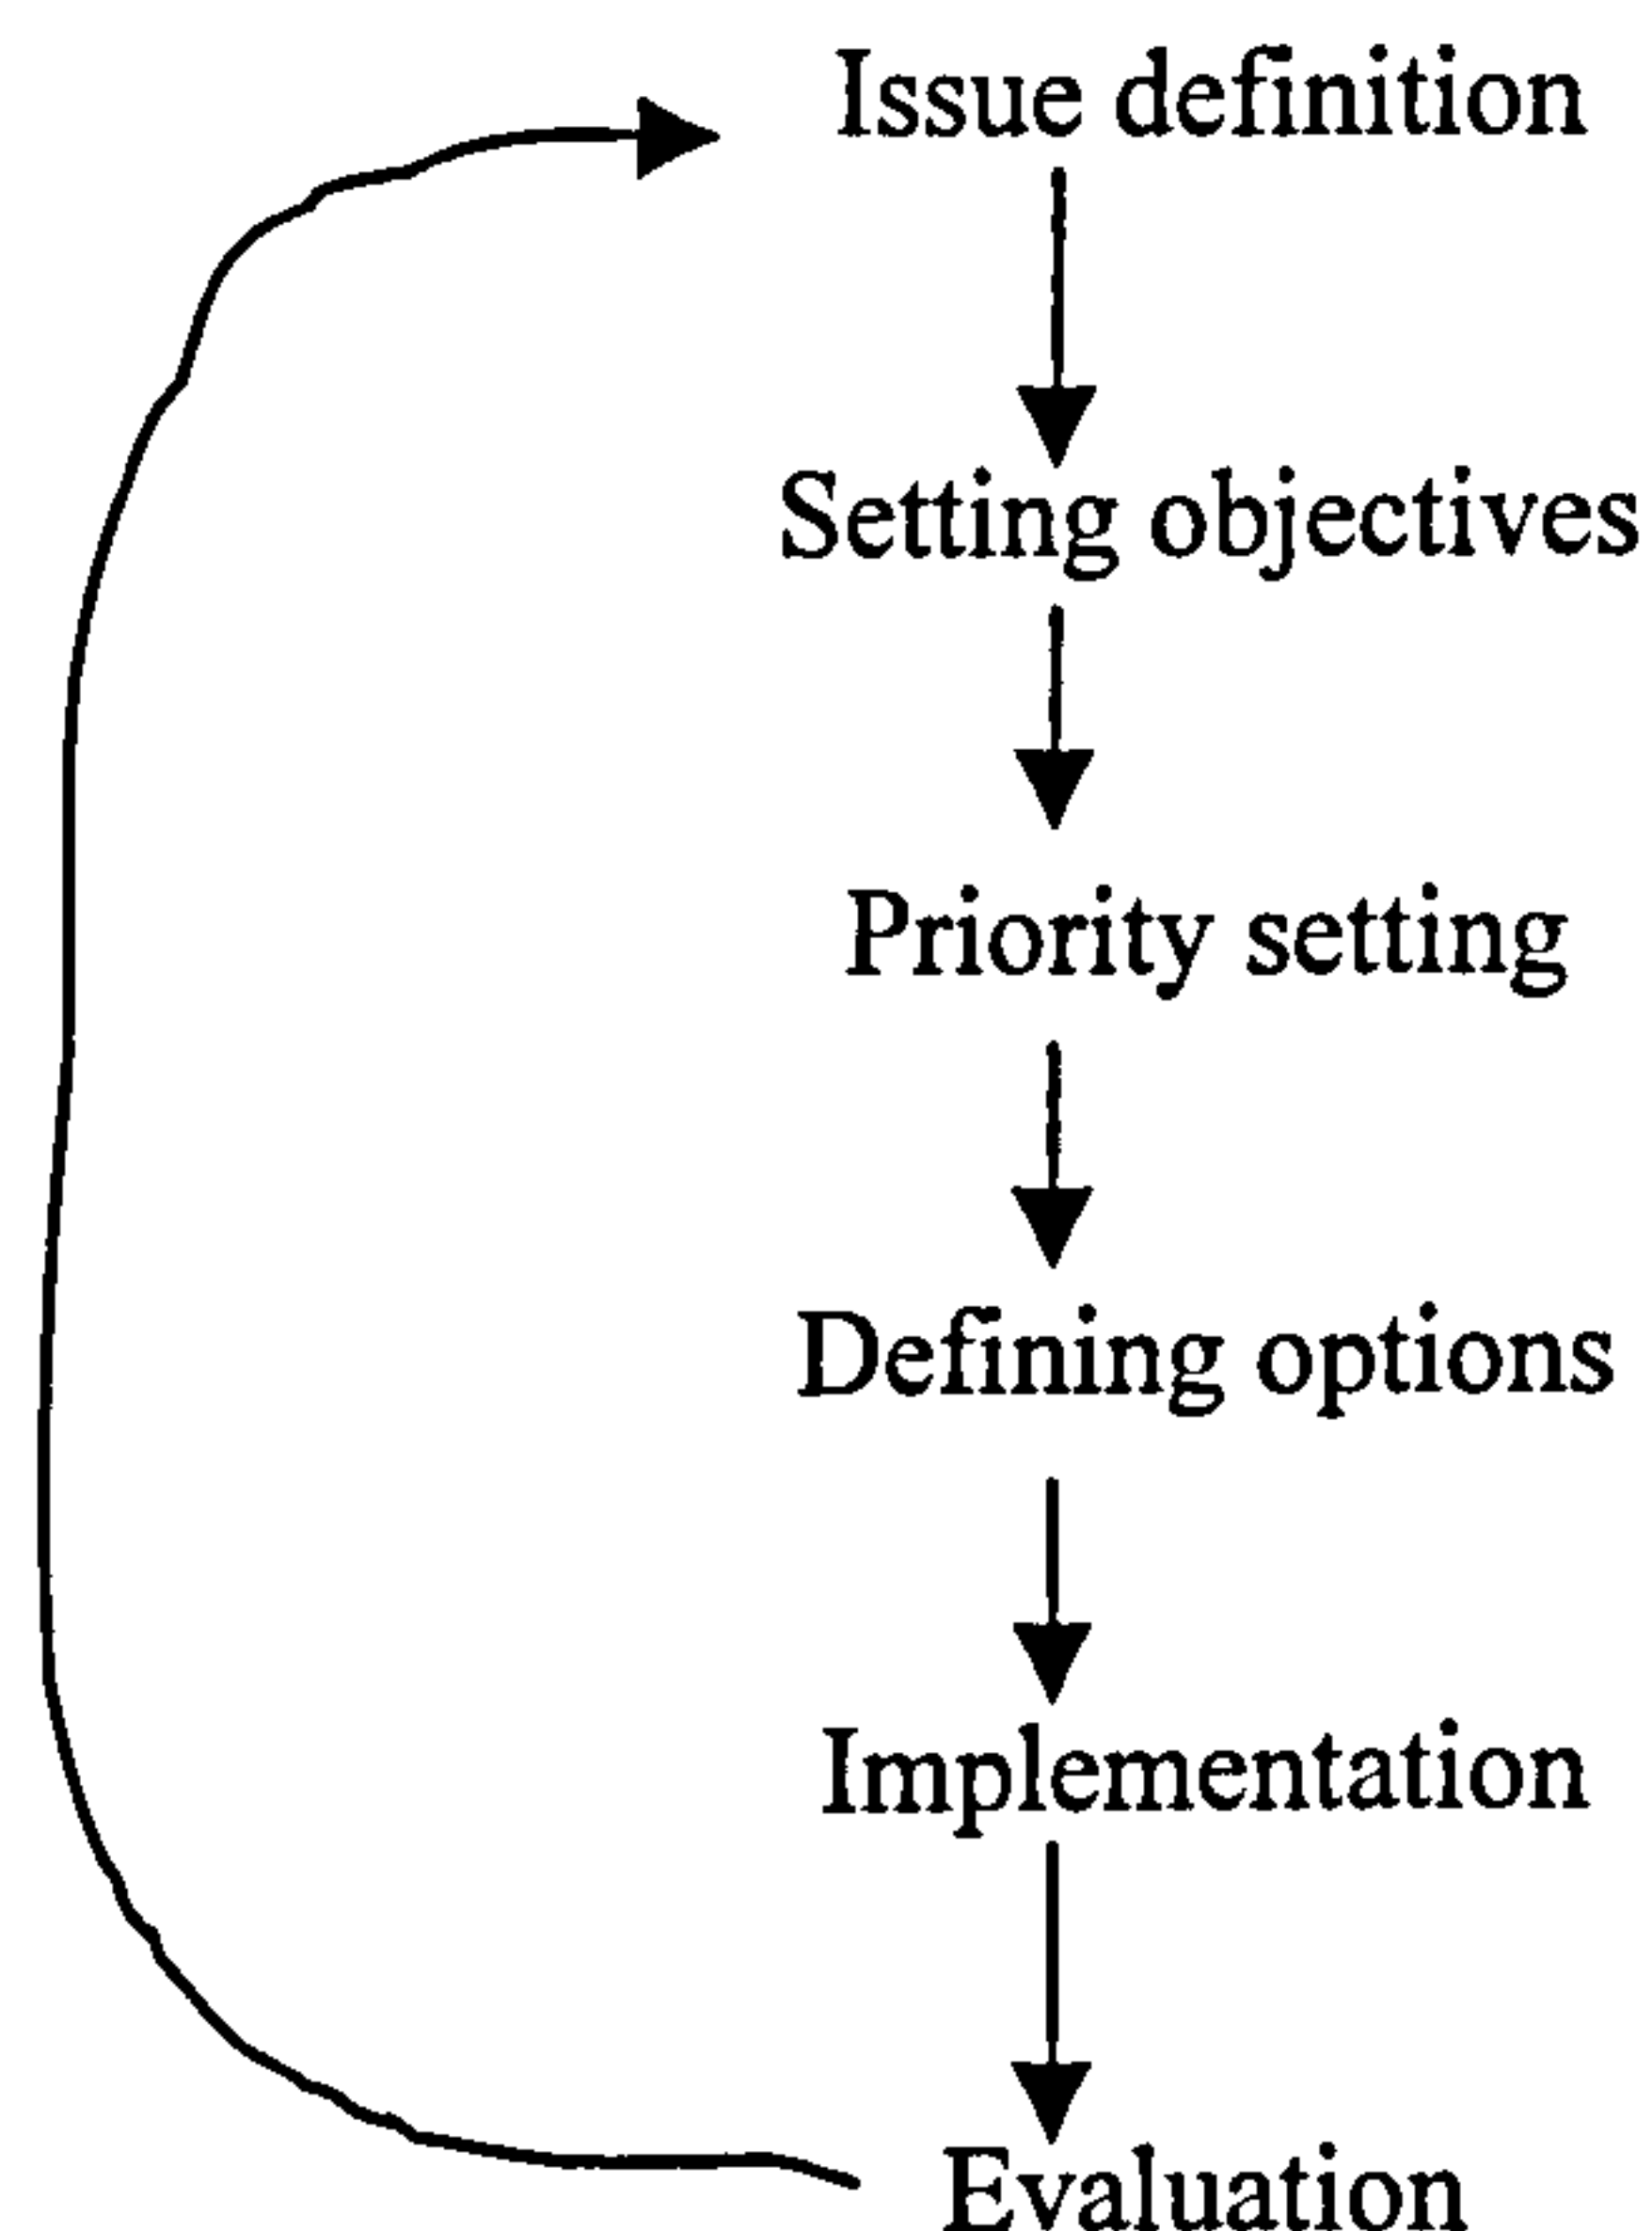 Issue definition
Setting objectives
Priority setting
Defining options
Implementation
Evaluation